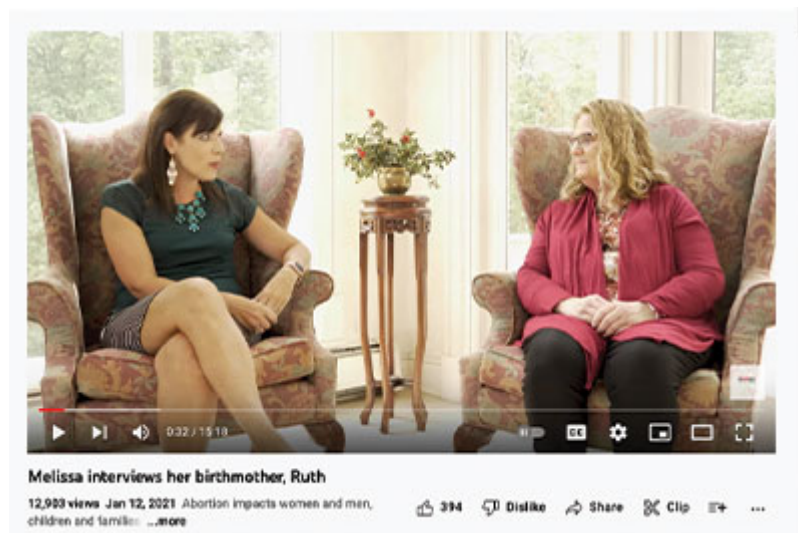 0:32 / 15:18
CC
Melissa interviews her birthmother, Ruth
12,903 views Jan 12, 2021 Abortion impacts women and men,
children and families ...more
394 Dislike Share Clip